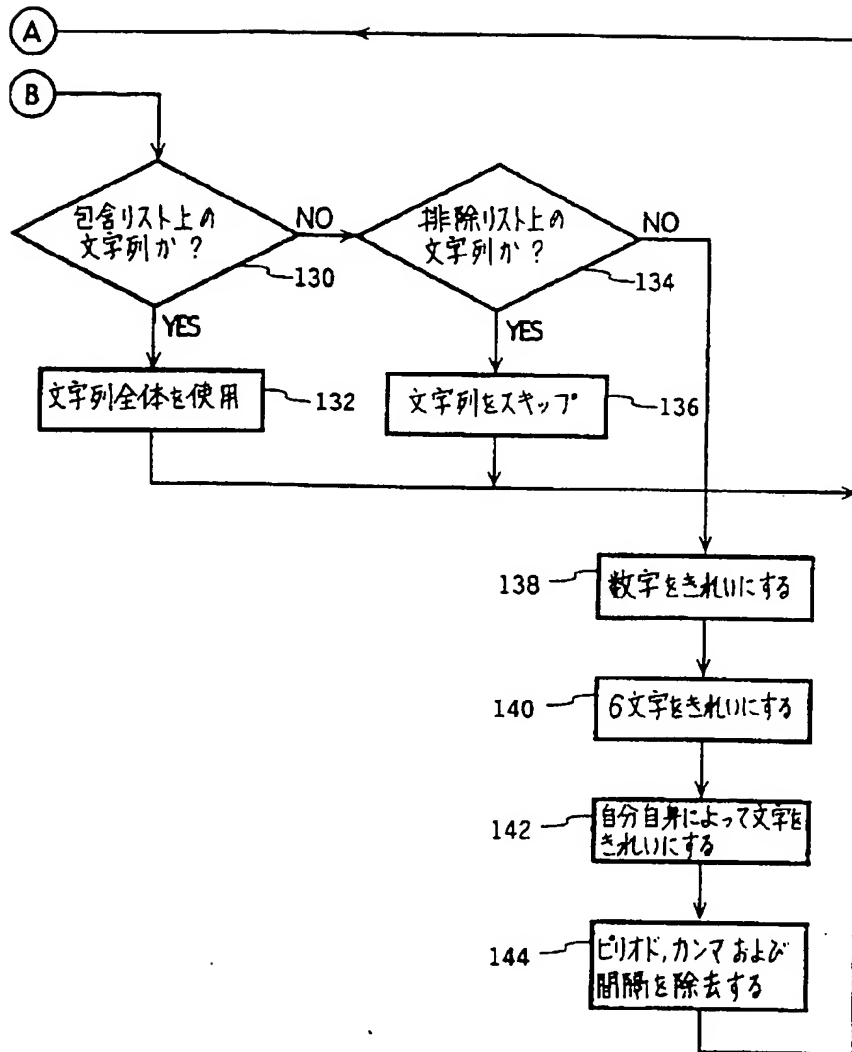 A
B
包含リスト上の
文字列か?
NO
130
YES
文字列全体を使用
132
排除リスト上の
文字列か?
NO
134
YES
文字列をスキップ
136
138
数字をきれいにする
140
6文字をきれいにする
142
自分自身によって文字を
きれいにする
144
ピリオド,カンマおよび
間隔を除去する